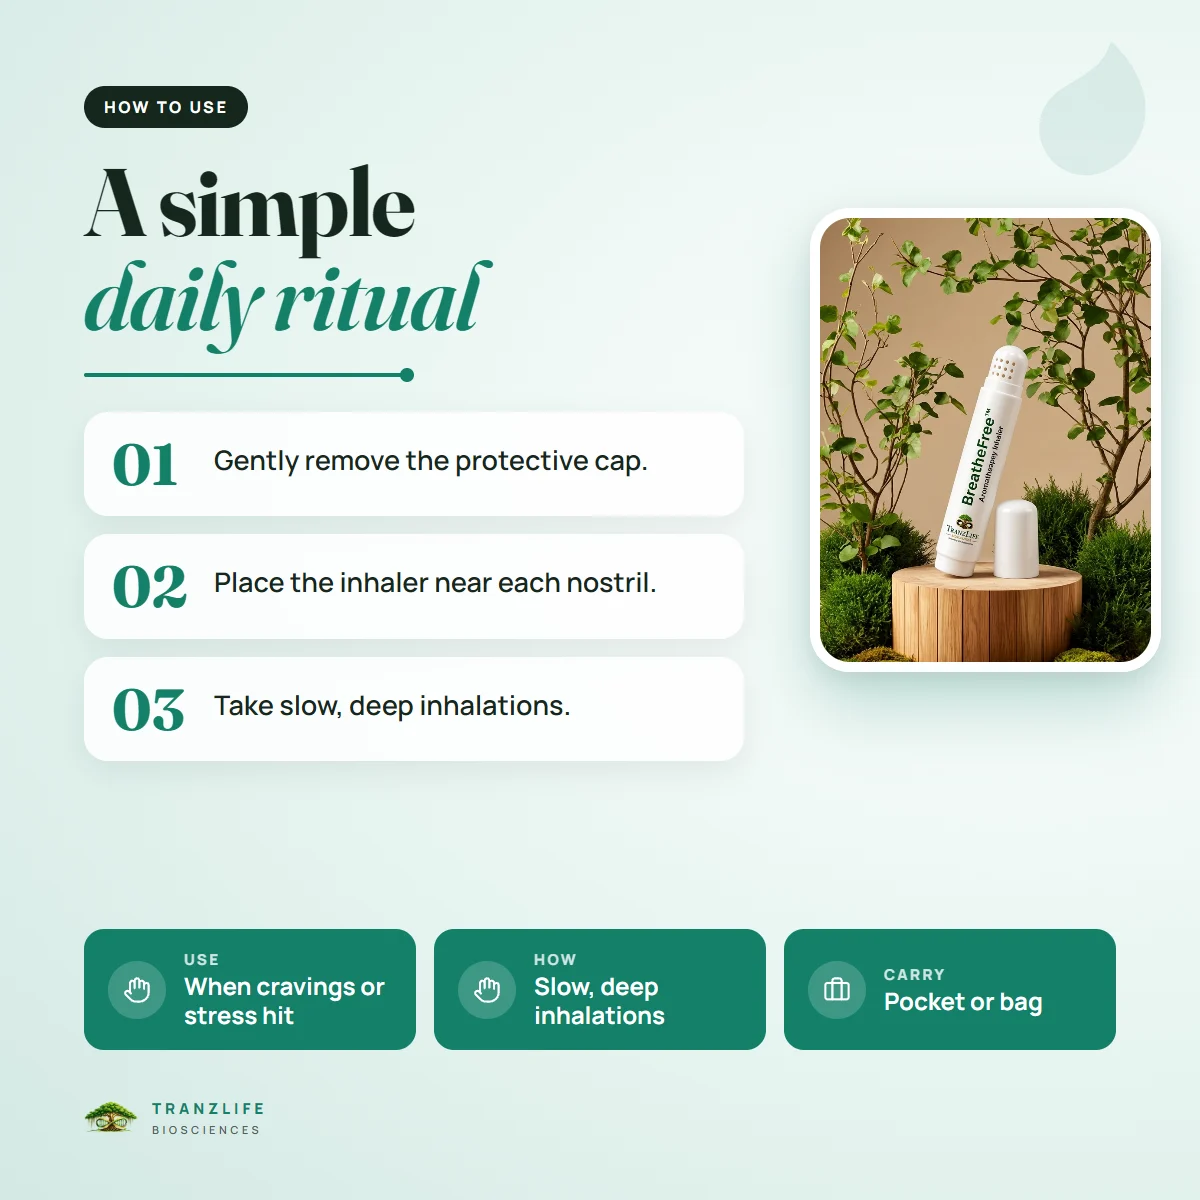 HOW TO USE
A simple
daily ritual
01
Gently remove the protective cap.
02
Place the inhaler near each nostril.
03
Take slow, deep inhalations.
BreatheFree™
Aromatherapy Inhaler
TRANZLIFE
USE
When cravings or
stress hit
HOW
Slow, deep
inhalations
CARRY
Pocket or bag
TRANZLIFE
BIOSCIENCES